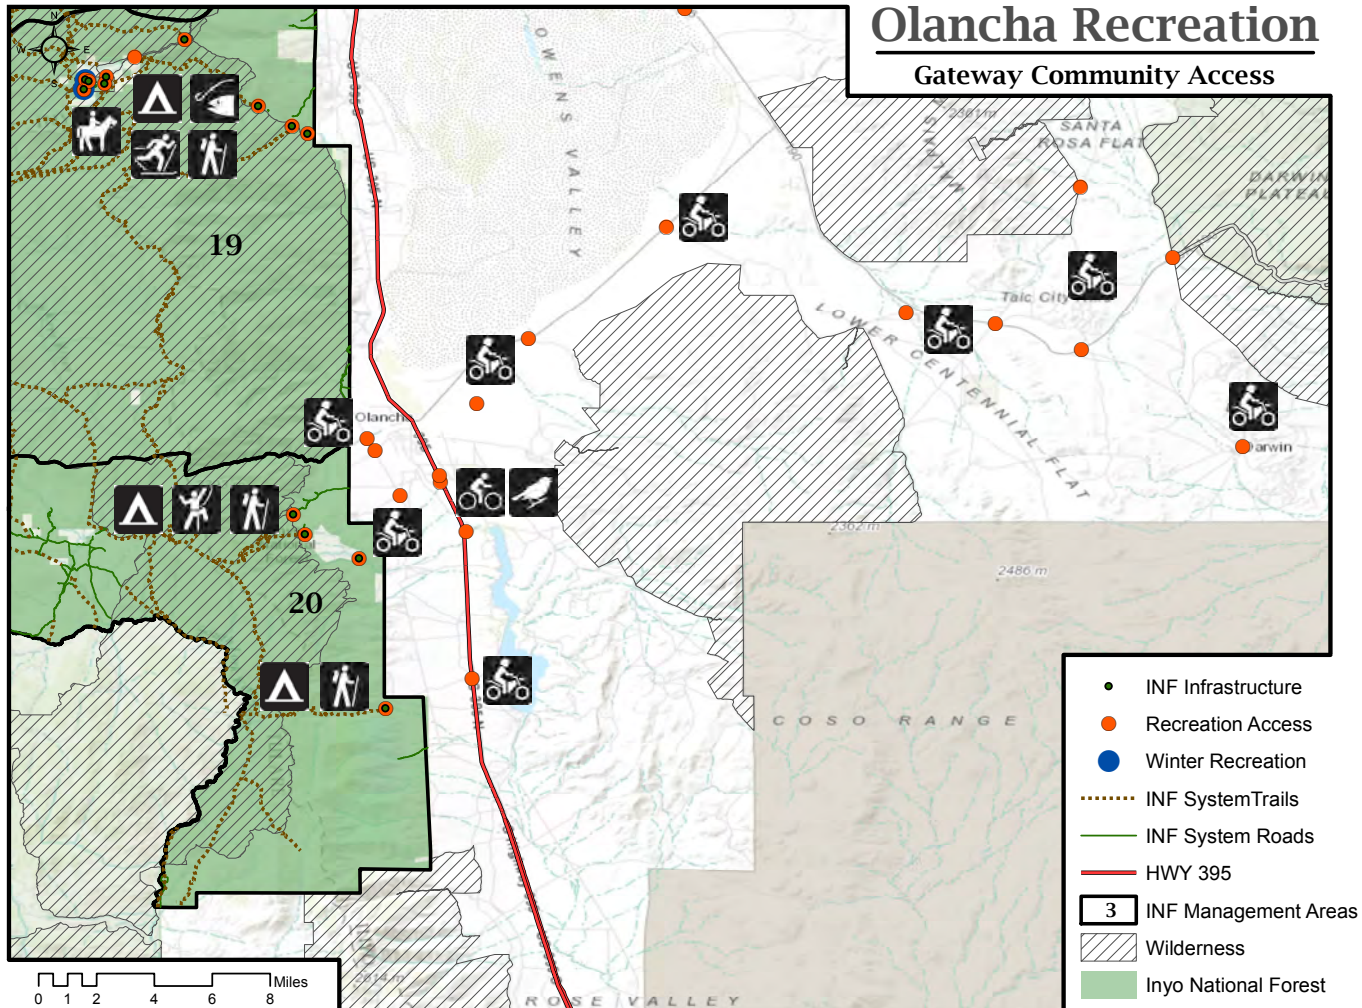 Olancha Recreation
Gateway Community Access
N
W
E
S
OWENS VALLEY
2361m
SANTA
ROSA FLAT
DARWIN
PLATEAU
19
Talc City
LOWER CENTENNIAL FLAT
Olancha
Darwin
2362 m
2486 m
20
COSO RANGE
2614 m
ROSE VALLEY
INF Infrastructure
Recreation Access
Winter Recreation
INF SystemTrails
INF System Roads
HWY 395
3 INF Management Areas
Wilderness
Inyo National Forest
Miles
0 1 2 4 6 8